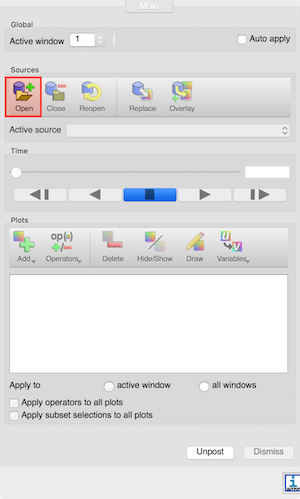 Main
Global
Active window 1 Auto apply
Sources
Open Close Reopen Replace Overlay
Active source
Time
Plots
op(u)
Add Operators Delete Hide/Show Draw Variables
Apply to active window all windows
Apply operators to all plots
Apply subset selections to all plots
Unpost Dismiss